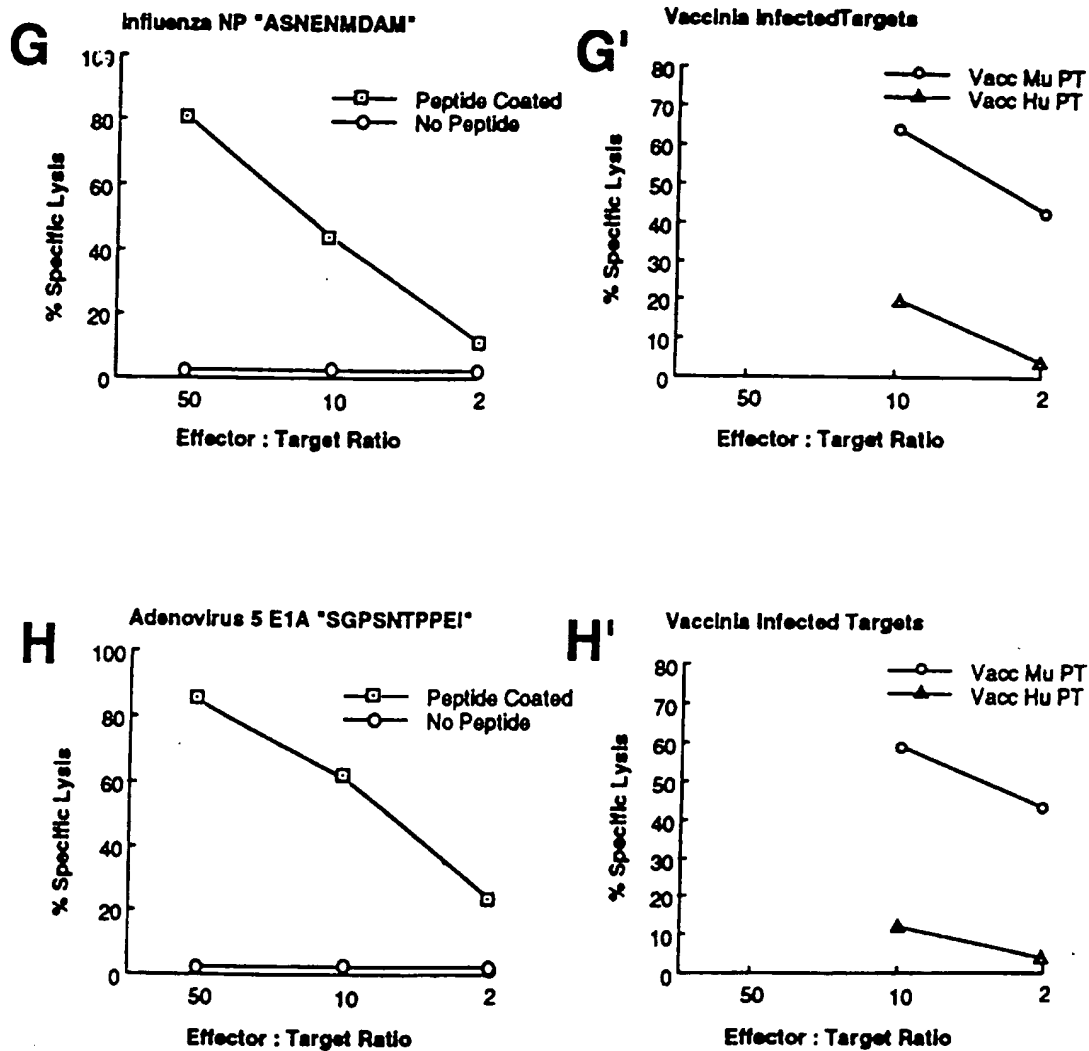 G
Influenza NP "ASNENMDAM"
100
80
60
40
20
0
% Specific Lysis
Peptide Coated
No Peptide
50
10
2
Effector : Target Ratio
G'
Vaccinia InfectedTargets
80
70
60
50
40
30
20
10
0
% Specific Lysis
Vacc Mu PT
Vacc Hu PT
50
10
2
Effector : Target Ratio
H
Adenovirus 5 E1A "SGPSNTPPEI"
100
80
60
40
20
0
% Specific Lysis
Peptide Coated
No Peptide
50
10
2
Effector : Target Ratio
H'
Vaccinia Infected Targets
80
70
60
50
40
30
20
10
0
% Specific Lysis
Vacc Mu PT
Vacc Hu PT
50
10
2
Effector : Target Ratio